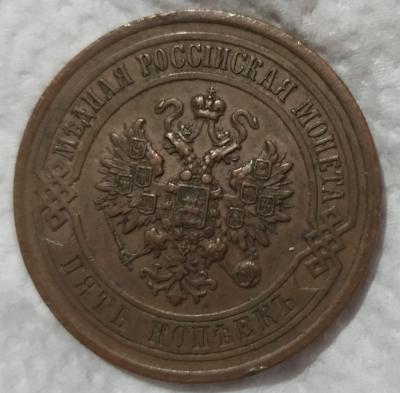 МѢДНАЯ РОССІЙСКАЯ МОНЕТА
ПЯТЬ КОПѢЕКЪ